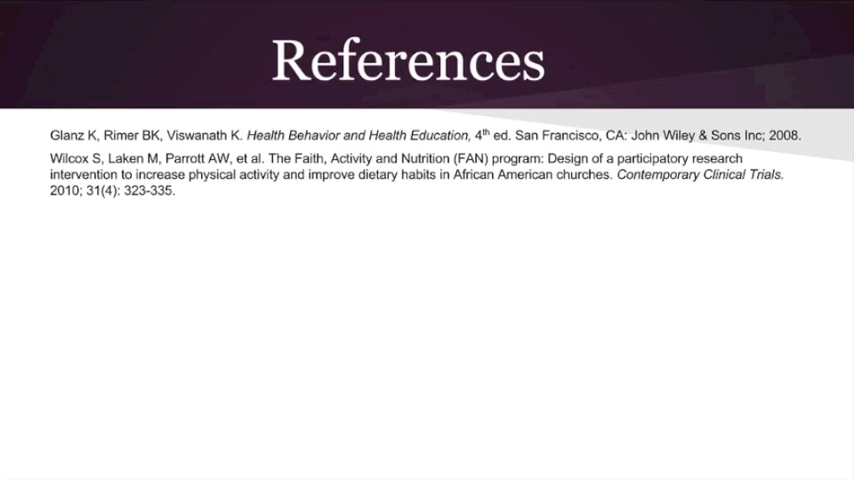 References
Glanz K, Rimer BK, Viswanath K. Health Behavior and Health Education, 4th ed. San Francisco, CA: John Wiley & Sons Inc; 2008.
Wilcox S, Laken M, Parrott AW, et al. The Faith, Activity and Nutrition (FAN) program: Design of a participatory research
intervention to increase physical activity and improve dietary habits in African American churches. Contemporary Clinical Trials.
2010; 31(4): 323-335.